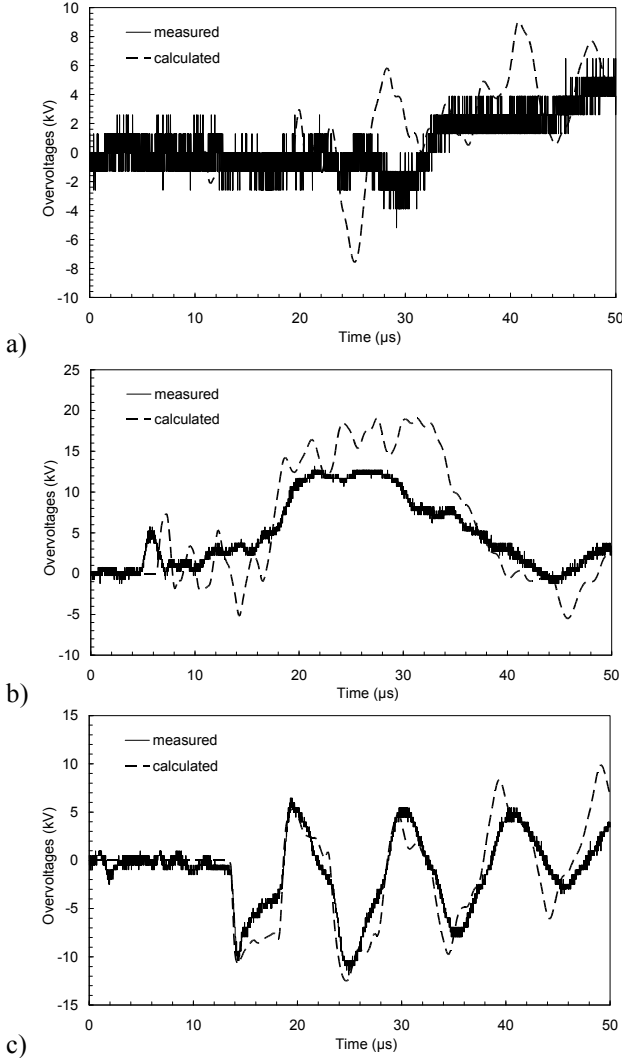 10
8
6
4
2
0
-2
-4
-6
-8
-10
Overvoltages (kV)
measured
calculated
0 10 20 30 40 50
Time (µs)
a)
25
20
15
10
5
0
-5
-10
Overvoltages (kV)
measured
calculated
0 10 20 30 40 50
Time (µs)
b)
15
10
5
0
-5
-10
-15
Overvoltages (kV)
measured
calculated
0 10 20 30 40 50
Time (µs)
c)